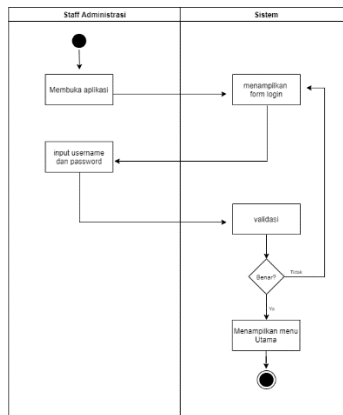 Staff Administrasi
Sistem
Membuka aplikasi
menampilkan
form login
input username
dan password
validasi
Benar?
Tidak
Ya
Menampilkan menu
Utama